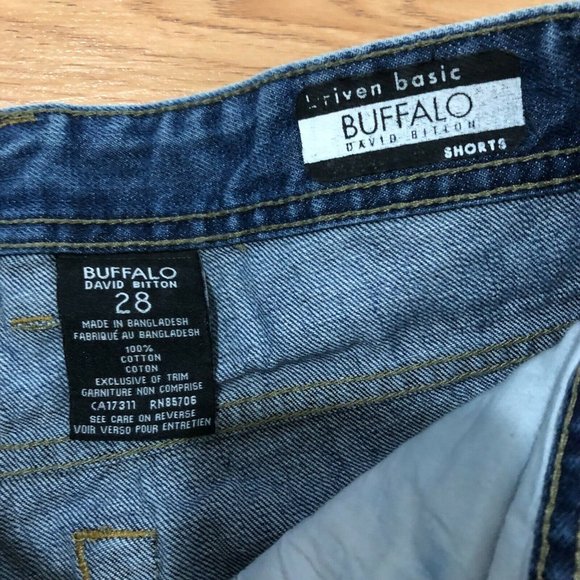 Driven basic
BUFFALO
DAVID BITTON
SHORTS
BUFFALO
DAVID BITTON
28
MADE IN BANGLADESH
FABRIQUÉ AU BANGLADESH
100%
COTTON
COTON
EXCLUSIVE OF TRIM
GARNITURE NON COMPRISE
CA17311 RN85706
SEE CARE ON REVERSE
VOIR VERSO POUR ENTRETIEN